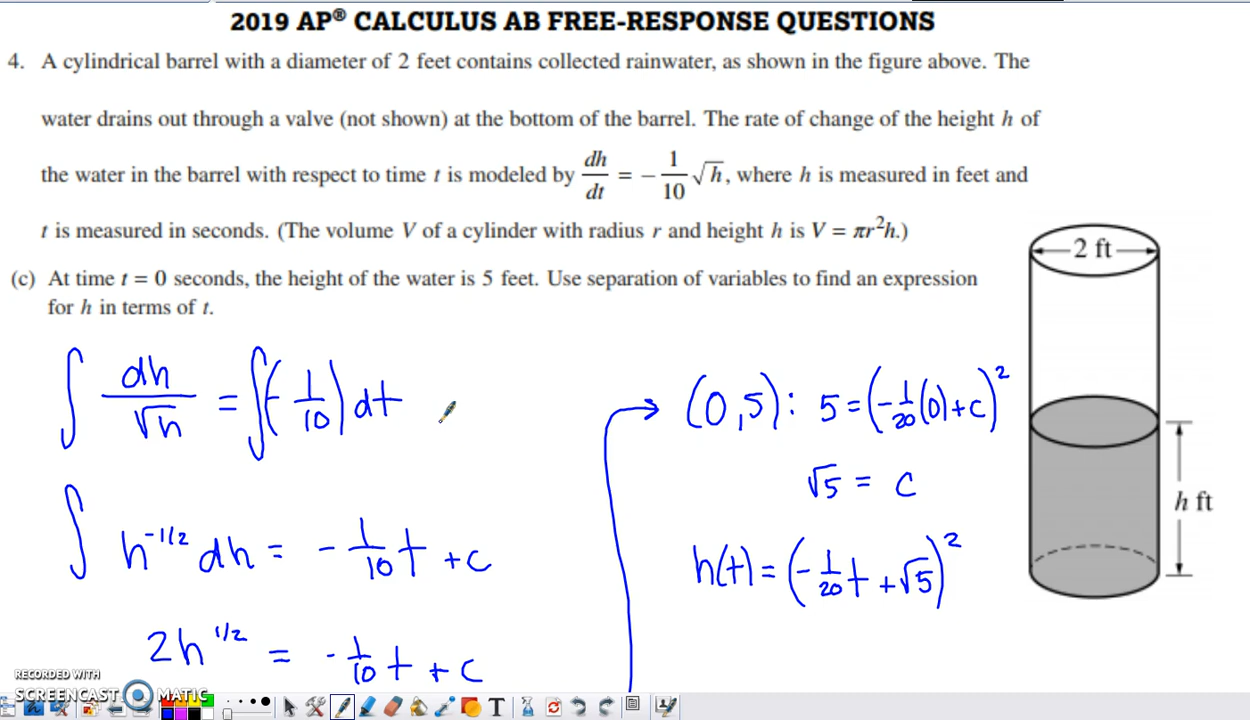 2019 AP® CALCULUS AB FREE-RESPONSE QUESTIONS
4. A cylindrical barrel with a diameter of 2 feet contains collected rainwater, as shown in the figure above. The
water drains out through a valve (not shown) at the bottom of the barrel. The rate of change of the height h of
the water in the barrel with respect to time t is modeled by dh/dt = −1/10 √h, where h is measured in feet and
t is measured in seconds. (The volume V of a cylinder with radius r and height h is V = πr²h.)
(c) At time t = 0 seconds, the height of the water is 5 feet. Use separation of variables to find an expression
for h in terms of t.
∫ dh/√h = ∫(-1/10) dt
∫ h^-1/2 dh = -1/10 t + c
2h^1/2 = -1/10 t + c
(0,5): 5 = (-1/20(0)+c)²
√5 = c
h(t) = (-1/20 t + √5)²
2 ft
h ft
RECORDED WITH
SCREENCAST MATIC
T